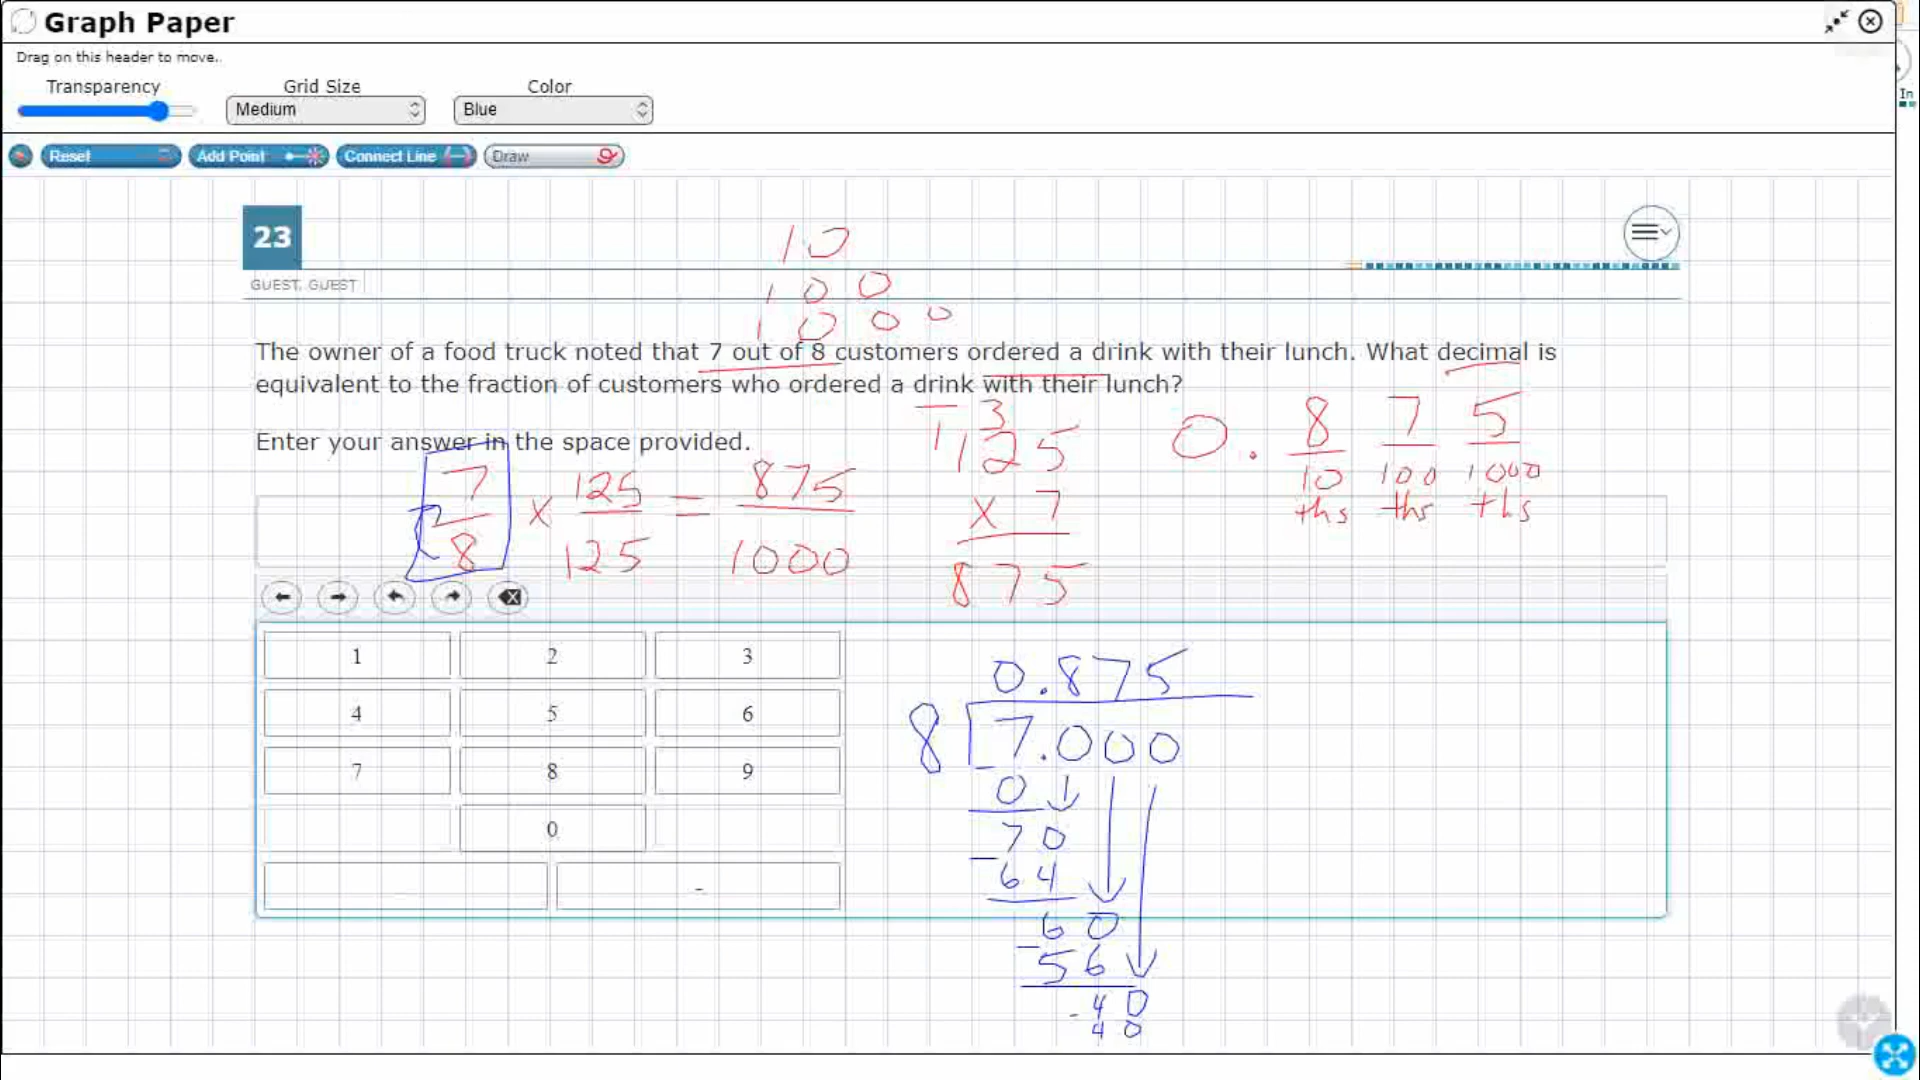 Graph Paper
Drag on this header to move..
Transparency Grid Size Color
Medium Blue
In
Reset Add Point Connect Line Draw
23
GUEST, GUEST
10
100
1000
The owner of a food truck noted that 7 out of 8 customers ordered a drink with their lunch. What decimal is
equivalent to the fraction of customers who ordered a drink with their lunch?
Enter your answer in the space provided.
7/8 x 125/125 = 875/1000
1 3
125
x 7
875
0. 8 7 5
10 100 1000
ths ths ths
1 2 3
4 5 6
7 8 9
0
-
0.875
8 7.000
0
70
- 64
60
- 56
- 40
40